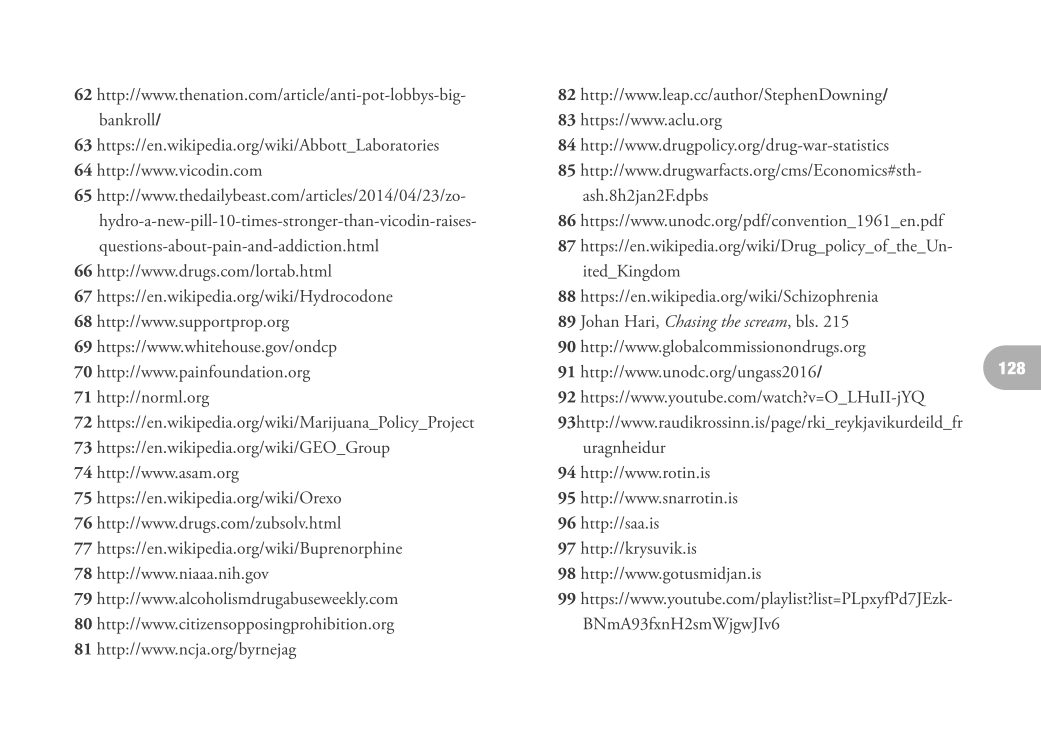 62 http://www.thenation.com/article/anti-pot-lobbys-big-
bankroll/
63 https://en.wikipedia.org/wiki/Abbott_Laboratories
64 http://www.vicodin.com
65 http://www.thedailybeast.com/articles/2014/04/23/zo-
hydro-a-new-pill-10-times-stronger-than-vicodin-raises-
questions-about-pain-and-addiction.html
66 http://www.drugs.com/lortab.html
67 https://en.wikipedia.org/wiki/Hydrocodone
68 http://www.supportprop.org
69 https://www.whitehouse.gov/ondcp
70 http://www.painfoundation.org
71 http://norml.org
72 https://en.wikipedia.org/wiki/Marijuana_Policy_Project
73 https://en.wikipedia.org/wiki/GEO_Group
74 http://www.asam.org
75 https://en.wikipedia.org/wiki/Orexo
76 http://www.drugs.com/zubsolv.html
77 https://en.wikipedia.org/wiki/Buprenorphine
78 http://www.niaaa.nih.gov
79 http://www.alcoholismdrugabuseweekly.com
80 http://www.citizensopposingprohibition.org
81 http://www.ncja.org/byrnejag
82 http://www.leap.cc/author/StephenDowning/
83 https://www.aclu.org
84 http://www.drugpolicy.org/drug-war-statistics
85 http://www.drugwarfacts.org/cms/Economics#sth-
ash.8h2jan2F.dpbs
86 https://www.unodc.org/pdf/convention_1961_en.pdf
87 https://en.wikipedia.org/wiki/Drug_policy_of_the_Un-
ited_Kingdom
88 https://en.wikipedia.org/wiki/Schizophrenia
89 Johan Hari, Chasing the scream, bls. 215
90 http://www.globalcommissionondrugs.org
91 http://www.unodc.org/ungass2016/
92 https://www.youtube.com/watch?v=O_LHuII-jYQ
93http://www.raudikrossinn.is/page/rki_reykjavikurdeild_fr
uragnheidur
94 http://www.rotin.is
95 http://www.snarrotin.is
96 http://saa.is
97 http://krysuvik.is
98 http://www.gotusmidjan.is
99 https://www.youtube.com/playlist?list=PLpxyfPd7JEzk-
BNmA93fxnH2smWjgwJIv6
128